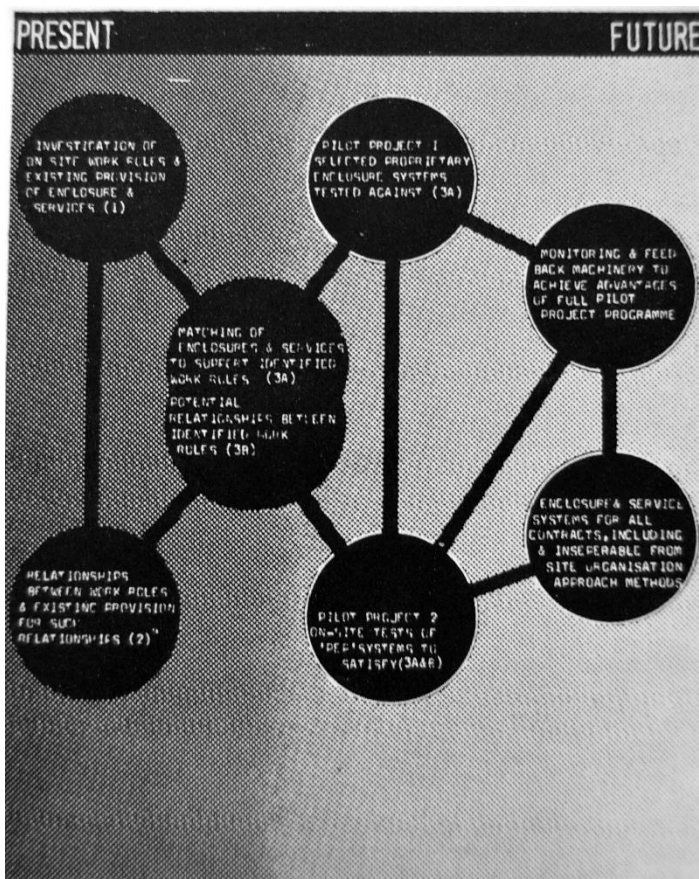 PRESENT
FUTURE
INVESTIGATION OF
ON SITE WORK ROLES &
EXISTING PROVISION
OF ENCLOSURE &
SERVICES (1)
PILOT PROJECT 1
SELECTED PROPRIETARY
ENCLOSURE SYSTEMS
TESTED AGAINST (3A)
MONITORING & FEED
BACK MACHINERY TO
ACHIEVE ADVANTAGES
OF FULL PILOT
PROJECT PROGRAMME
MATCHING OF
ENCLOSURES & SERVICES
TO SUPPORT IDENTIFIED
WORK ROLES (3A)
POTENTIAL
RELATIONSHIPS BETWEEN
IDENTIFIED WORK
ROLES (3B)
ENCLOSURE & SERVICE
SYSTEMS FOR ALL
CONTRACTS, INCLUDING
& INSEPERABLE FROM
SITE ORGANISATION
APPROACH METHODS
RELATIONSHIPS
BETWEEN WORK ROLES
& EXISTING PROVISION
FOR SUCH
RELATIONSHIPS (2)"
PILOT PROJECT 2
ON-SITE TESTS OF
'PEP' SYSTEMS TO
SATISFY (3A&B)